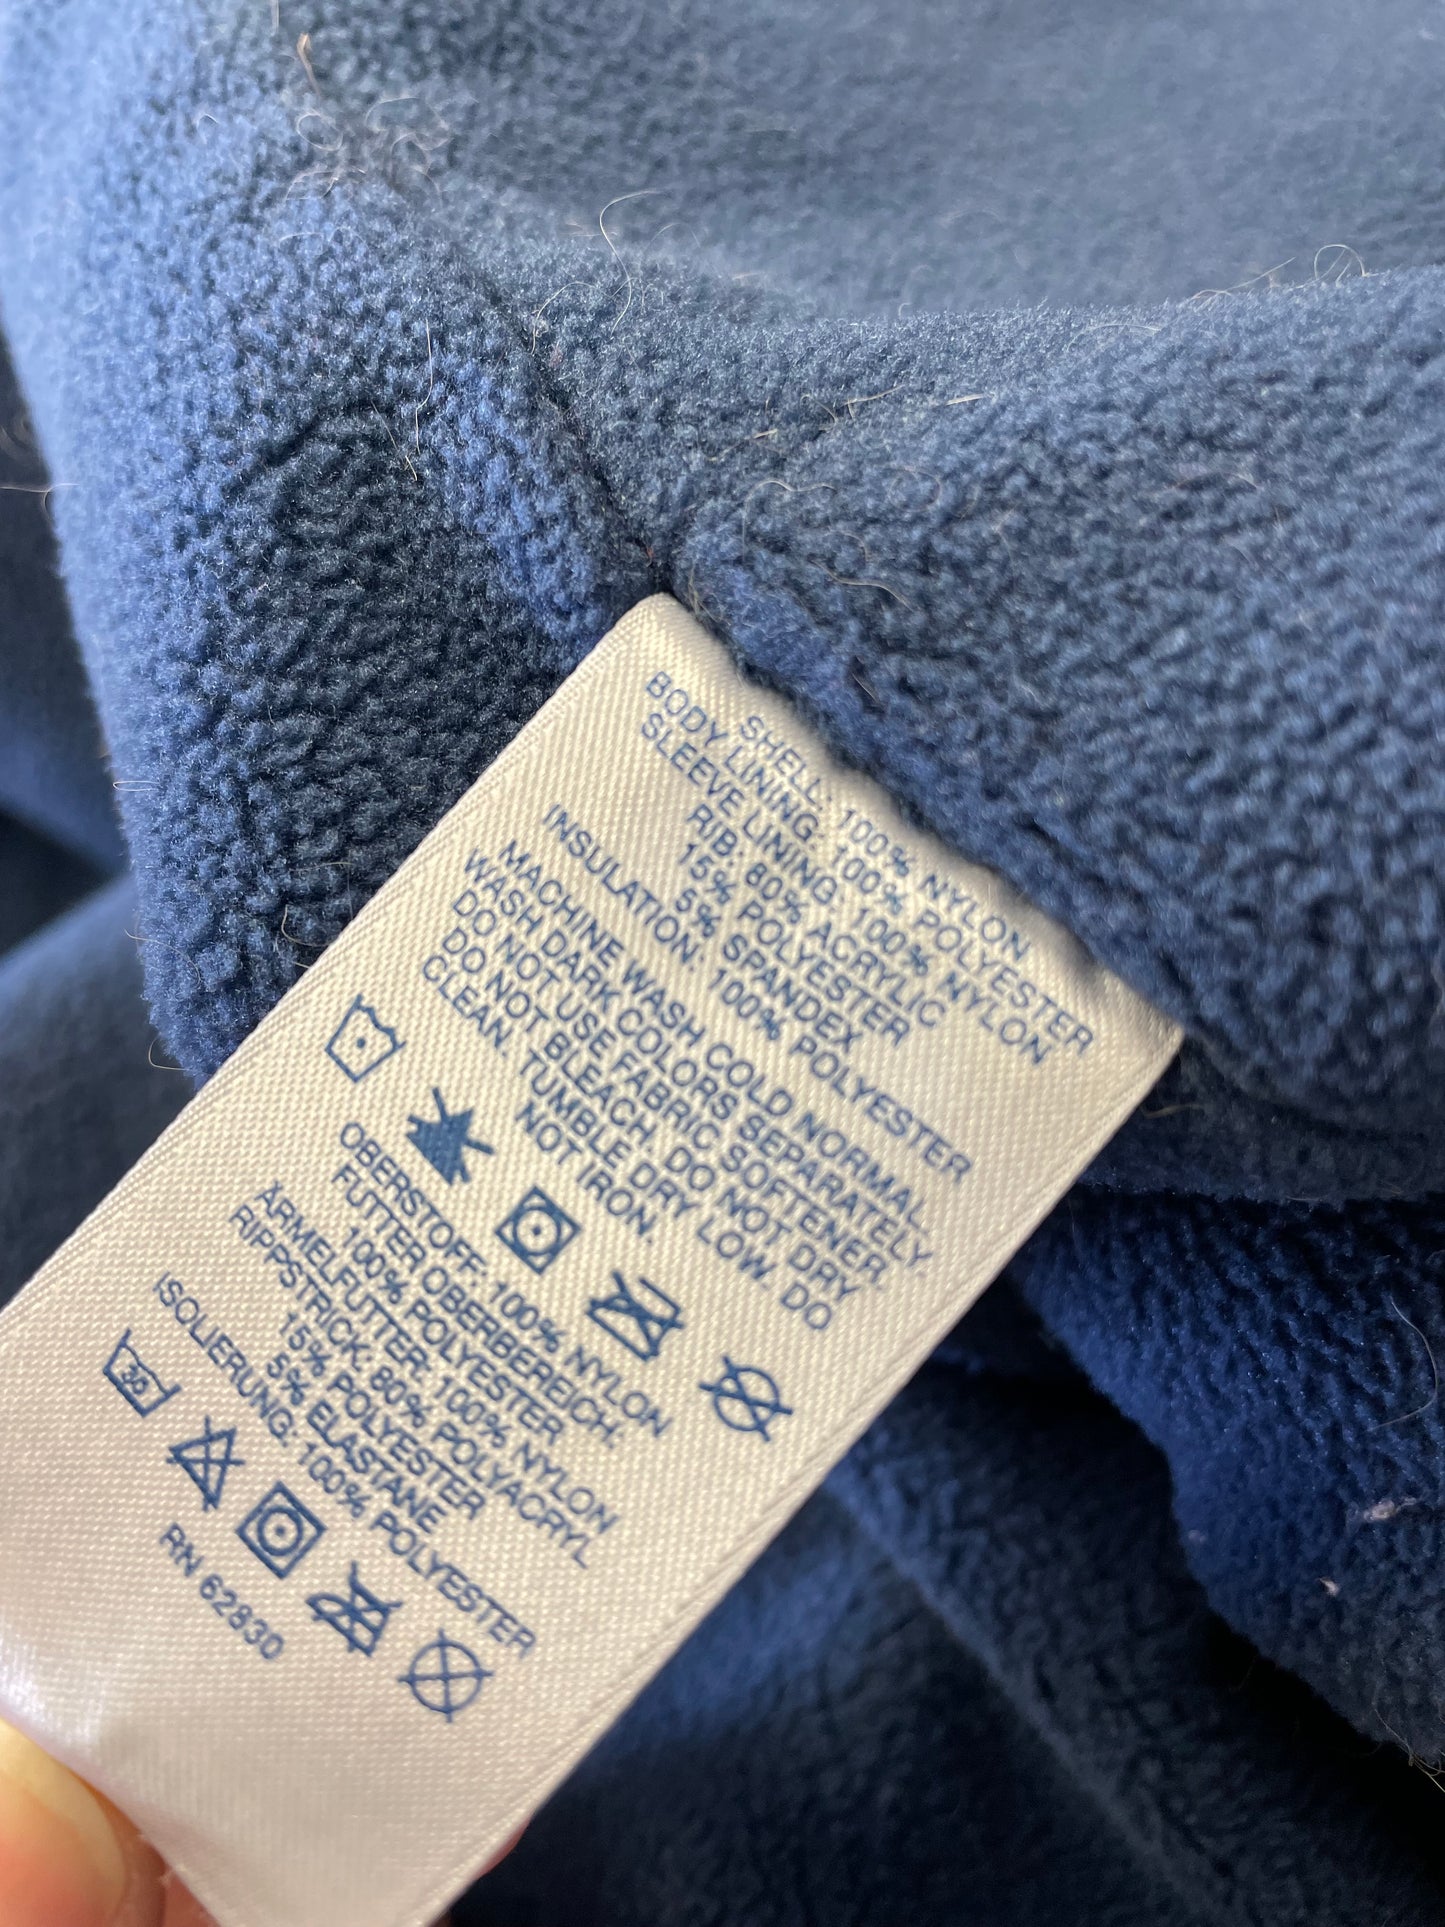 SHELL: 100% NYLON
BODY LINING: 100% POLYESTER
SLEEVE LINING: 100% NYLON
RIB: 80% ACRYLIC
15% POLYESTER
5% SPANDEX
INSULATION: 100% POLYESTER
MACHINE WASH COLD NORMAL.
WASH DARK COLORS SEPARATELY.
DO NOT USE FABRIC SOFTENER.
DO NOT BLEACH. DO NOT DRY
CLEAN. TUMBLE DRY LOW. DO
NOT IRON.
OBERSTOFF: 100% NYLON
FUTTER OBERBEREICH:
100% POLYESTER
ARMELFUTTER: 100% NYLON
RIPPSTRICK: 80% POLYACRYL
15% POLYESTER
5% ELASTANE
ISOLIERUNG: 100% POLYESTER
RN 62830